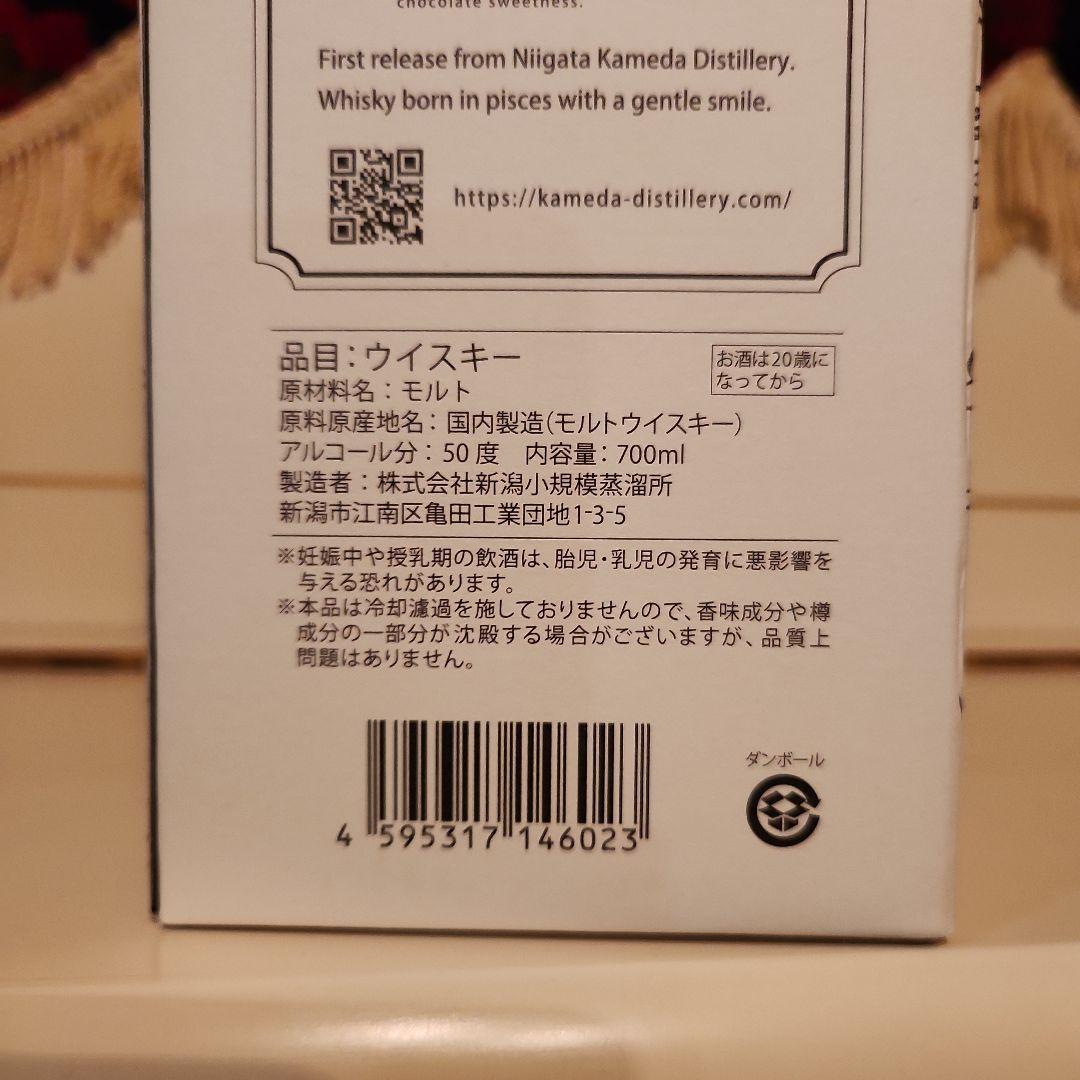 chocolate sweetness.
First release from Niigata Kameda Distillery.
Whisky born in pisces with a gentle smile.
https://kameda-distillery.com/
品目：ウイスキー
お酒は20歳に
なってから
原材料名：モルト
原料原産地名：国内製造(モルトウイスキー)
アルコール分：50度　内容量：700ml
製造者：株式会社新潟小規模蒸溜所
新潟市江南区亀田工業団地1-3-5
※妊娠中や授乳期の飲酒は、胎児・乳児の発育に悪影響を
与える恐れがあります。
※本品は冷却濾過を施しておりませんので、香味成分や樽
成分の一部分が沈殿する場合がございますが、品質上
問題はありません。
ダンボール
4 595317 146023